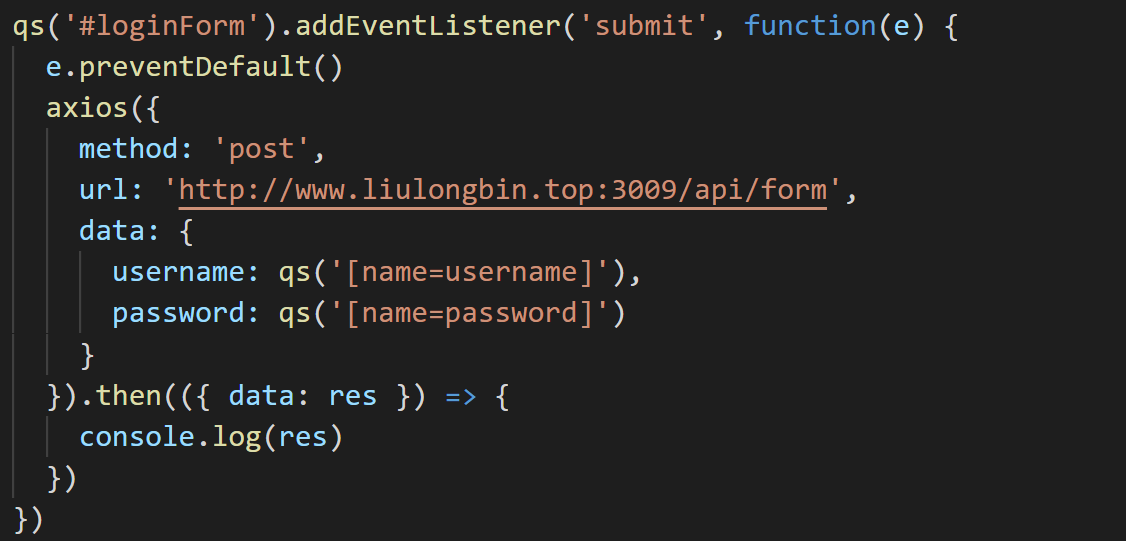 qs('#loginForm').addEventListener('submit', function(e) {
  e.preventDefault()
  axios({
    method: 'post',
    url: 'http://www.liulongbin.top:3009/api/form',
    data: {
      username: qs('[name=username]'),
      password: qs('[name=password]')
    }
  }).then(({ data: res }) => {
    console.log(res)
  })
})